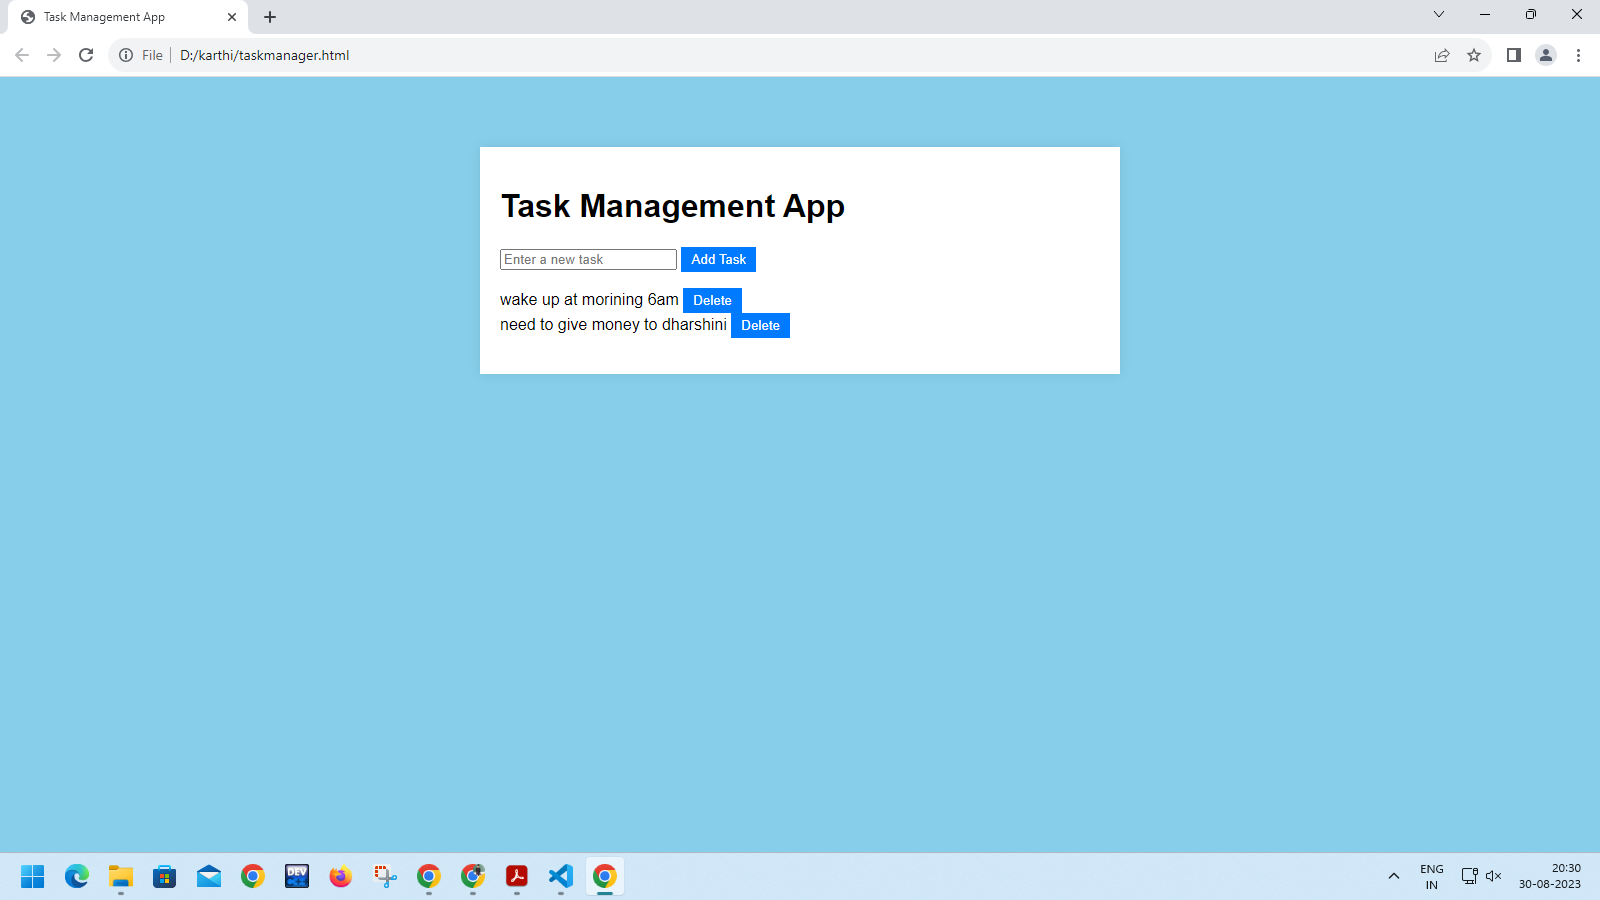 Task Management App
File D:/karthi/taskmanager.html
Task Management App
Enter a new task Add Task
wake up at morining 6am Delete
need to give money to dharshini Delete
DEV
C++
ENG
IN
20:30
30-08-2023